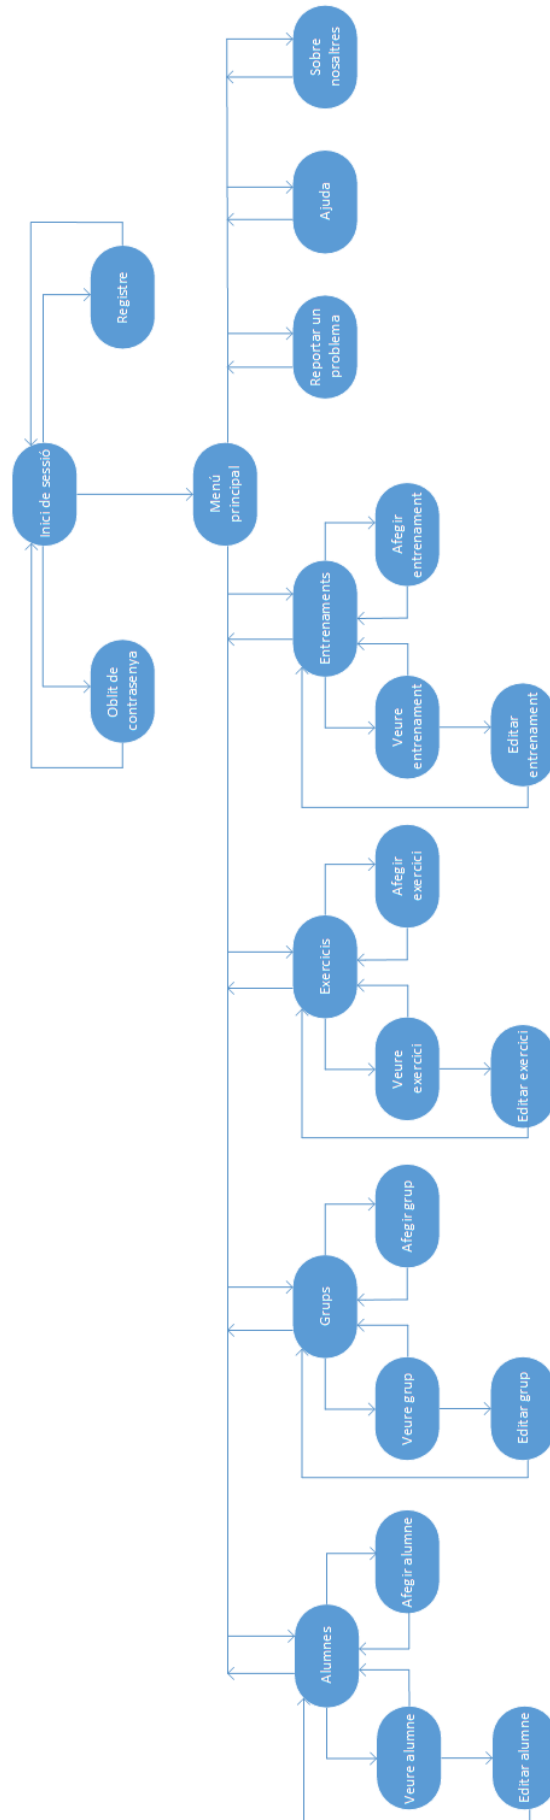 Inici de sessió
Oblit de
contrasenya
Registre
Menú
principal
Alumnes
Grups
Exercicis
Entrenaments
Reportar un
problema
Ajuda
Sobre
nosaltres
Veure alumne
Afegir alumne
Veure grup
Afegir grup
Veure
exercici
Afegir
exercici
Veure
entrenament
Afegir
entrenament
Editar alumne
Editar grup
Editar exercici
Editar
entrenament